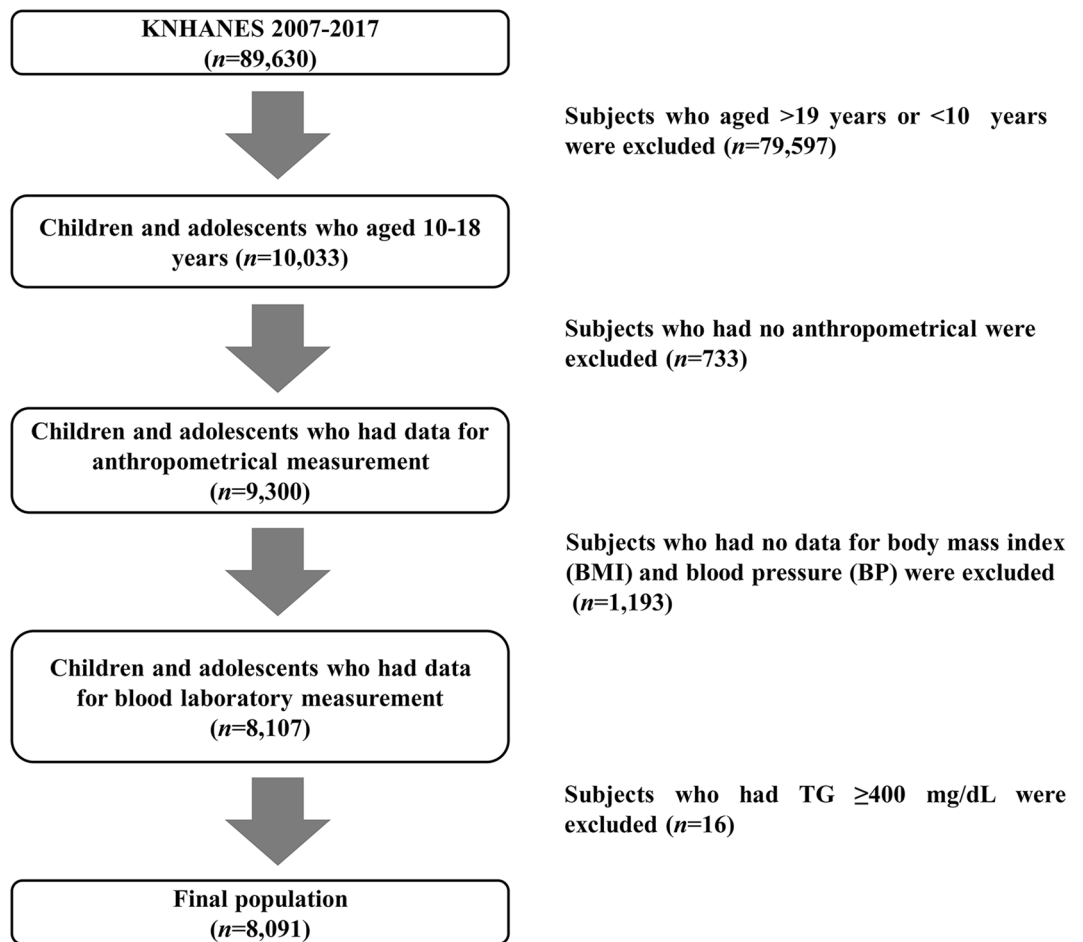 KNHANES 2007-2017
(n=89,630)
Subjects who aged >19 years or <10 years
were excluded (n=79,597)
Children and adolescents who aged 10-18
years (n=10,033)
Subjects who had no anthropometrical were
excluded (n=733)
Children and adolescents who had data for
anthropometrical measurement
(n=9,300)
Subjects who had no data for body mass index
(BMI) and blood pressure (BP) were excluded
(n=1,193)
Children and adolescents who had data
for blood laboratory measurement
(n=8,107)
Subjects who had TG ≥400 mg/dL were
excluded (n=16)
Final population
(n=8,091)